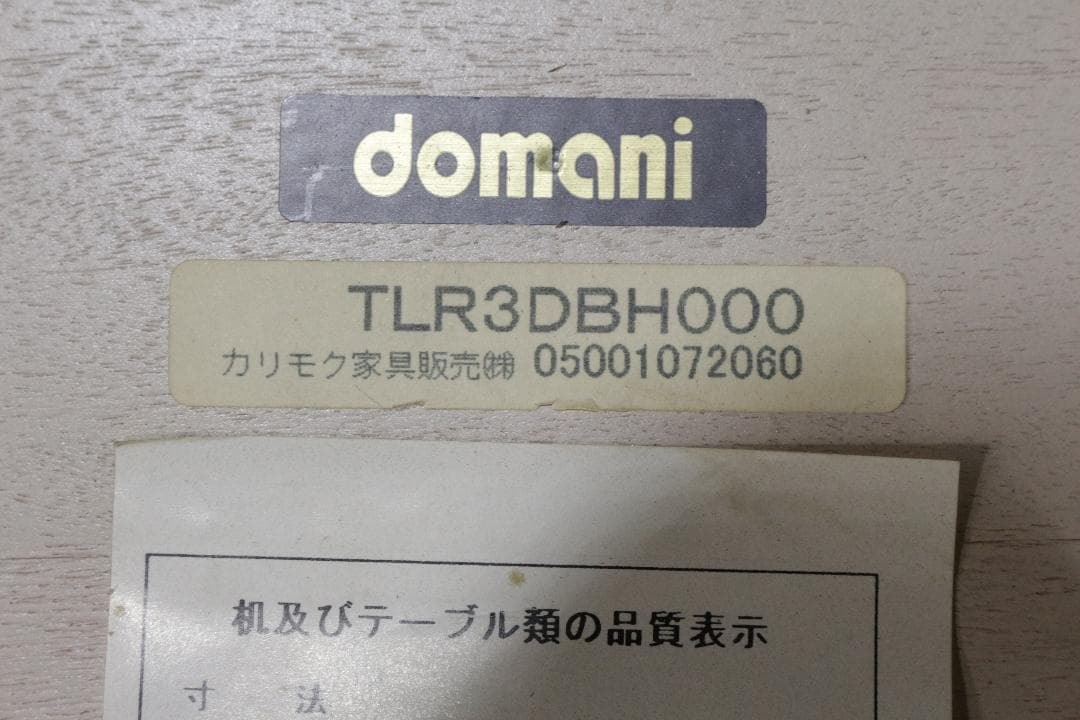 domani
TLR3DBH000
カリモク家具販売㈱ 05001072060
机及びテーブル類の品質表示
寸 法